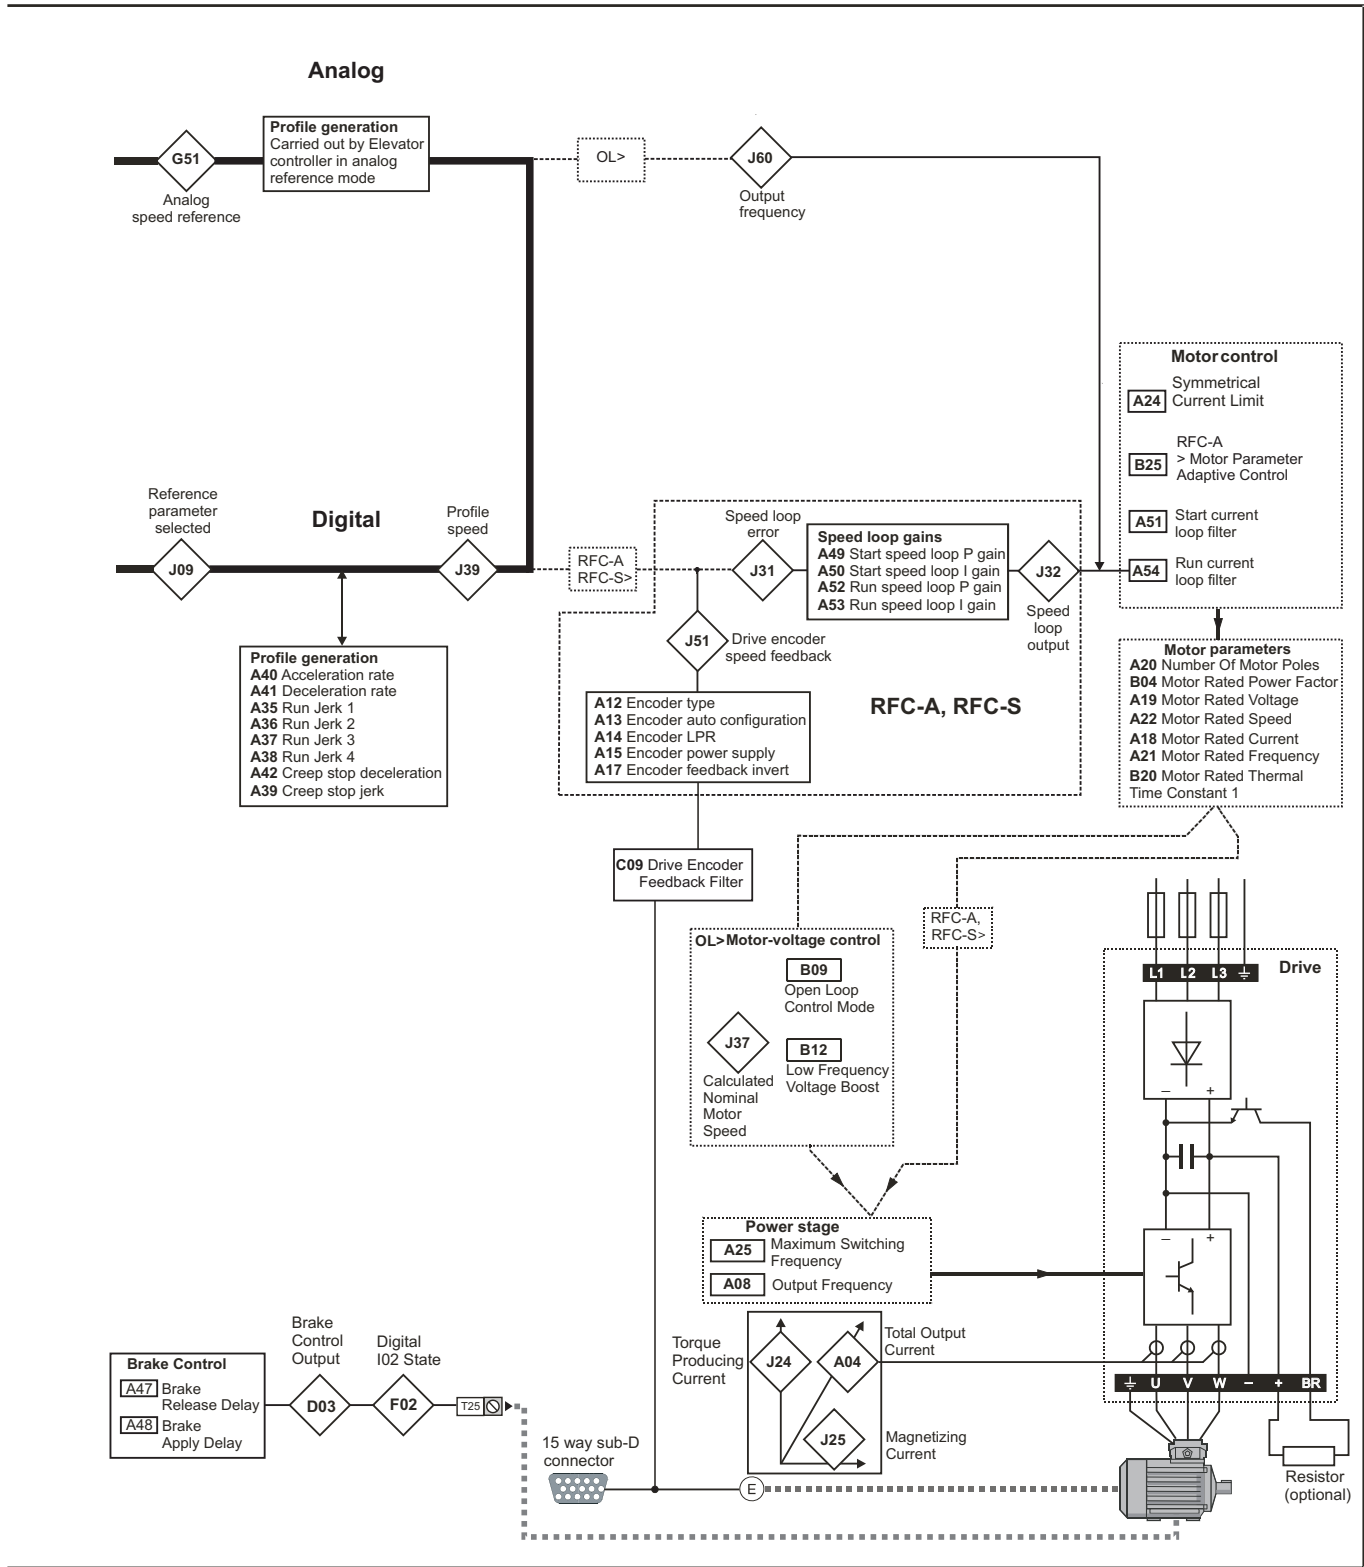 Analog
G51
Analog
speed reference
Profile generation
Carried out by Elevator
controller in analog
reference mode
OL>
J60
Output
frequency
Motor control
A24
Symmetrical
Current Limit
B25
RFC-A
> Motor Parameter
Adaptive Control
A51
Start current
loop filter
A54
Run current
loop filter
Reference
parameter
selected
J09
Digital
Profile
speed
J39
RFC-A
RFC-S>
Speed loop
error
J31
Speed loop gains
A49 Start speed loop P gain
A50 Start speed loop I gain
A52 Run speed loop P gain
A53 Run speed loop I gain
J32
Speed
loop
output
J51
Drive encoder
speed feedback
RFC-A, RFC-S
Profile generation
A40 Acceleration rate
A41 Deceleration rate
A35 Run Jerk 1
A36 Run Jerk 2
A37 Run Jerk 3
A38 Run Jerk 4
A42 Creep stop deceleration
A39 Creep stop jerk
A12 Encoder type
A13 Encoder auto configuration
A14 Encoder LPR
A15 Encoder power supply
A17 Encoder feedback invert
Motor parameters
A20 Number Of Motor Poles
B04 Motor Rated Power Factor
A19 Motor Rated Voltage
A22 Motor Rated Speed
A18 Motor Rated Current
A21 Motor Rated Frequency
B20 Motor Rated Thermal
Time Constant 1
C09 Drive Encoder
Feedback Filter
RFC-A,
RFC-S>
OL>Motor-voltage control
B09
Open Loop
Control Mode
J37
Calculated
Nominal
Motor
Speed
B12
Low Frequency
Voltage Boost
L1 L2 L3
Drive
– +
– +
Power stage
A25
Maximum Switching
Frequency
A08
Output Frequency
Torque
Producing
Current
J24
A04
Total Output
Current
J25
Magnetizing
Current
U V W – + BR
Resistor
(optional)
Brake Control
A47 Brake
Release Delay
A48 Brake
Apply Delay
Brake
Control
Output
D03
Digital
I02 State
F02
T25
15 way sub-D
connector
E